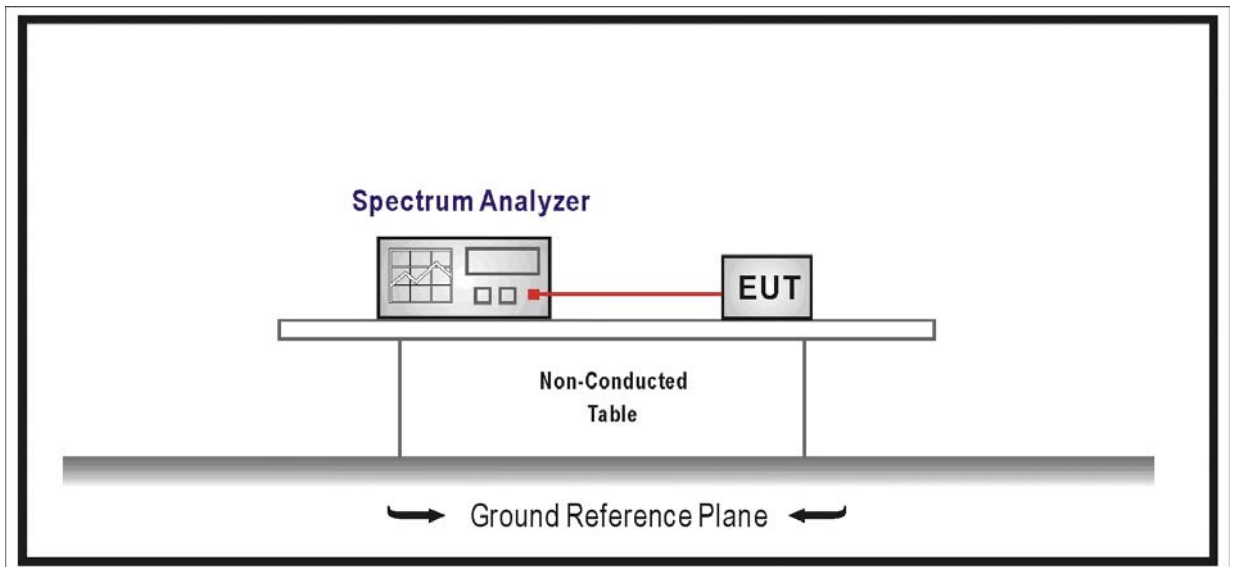 Spectrum Analyzer
EUT
Non-Conducted
Table
Ground Reference Plane